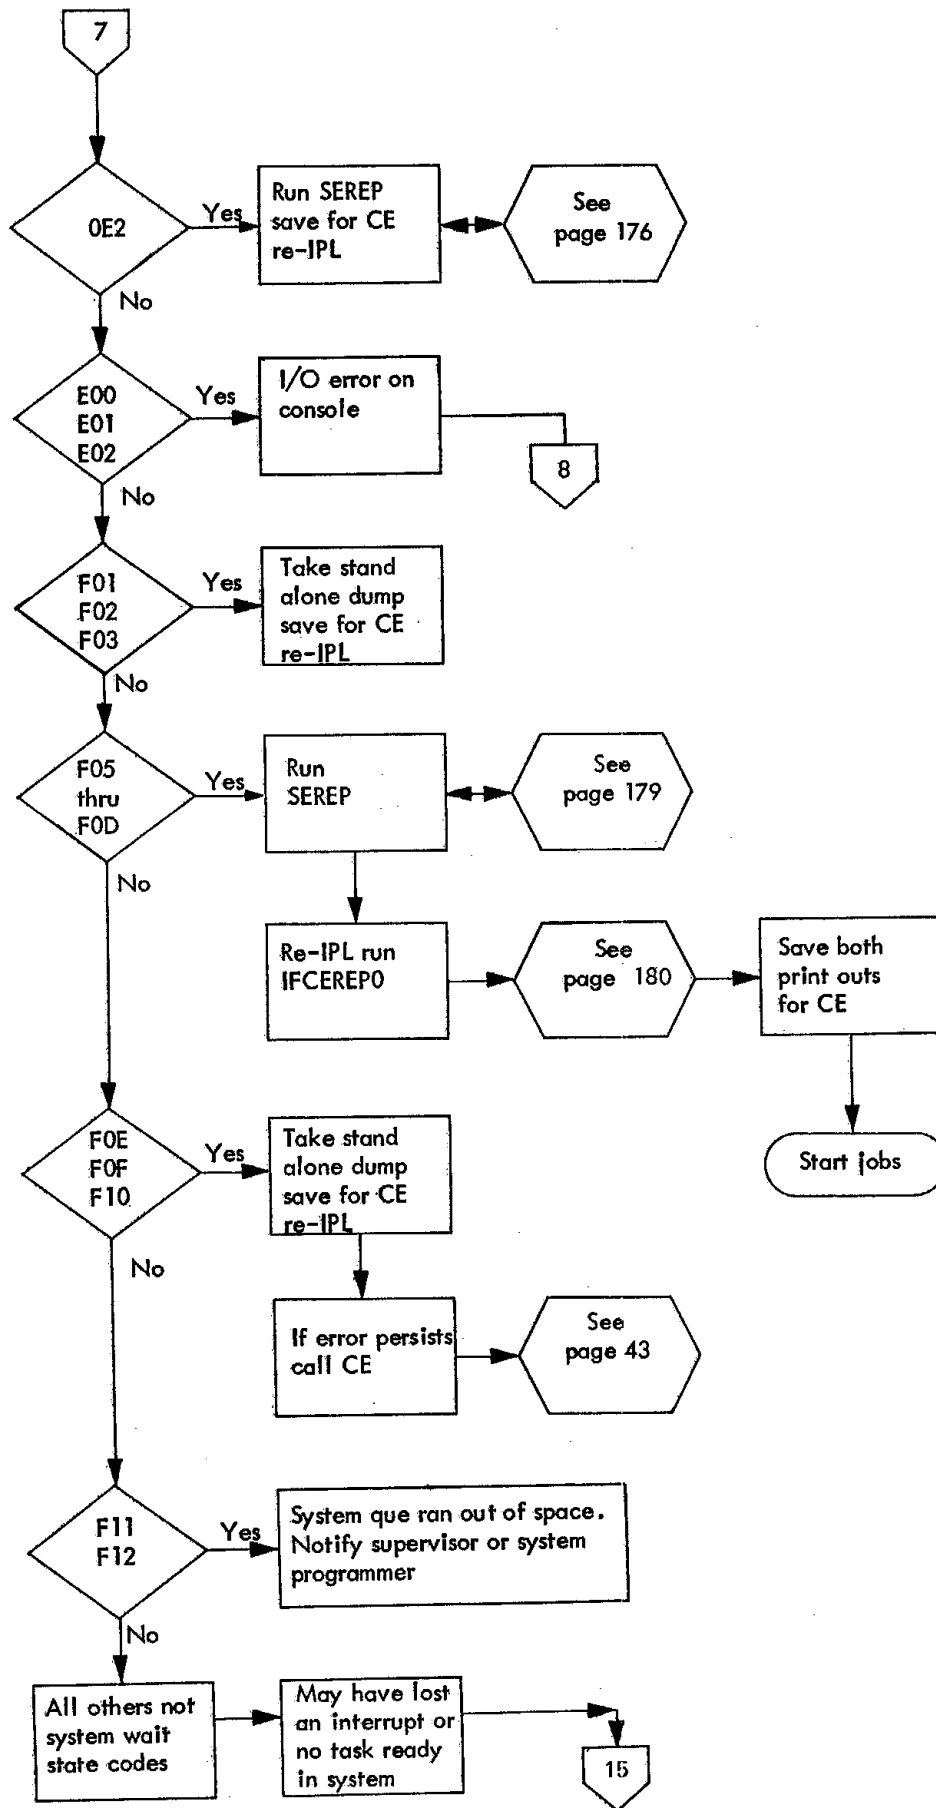 7
0E2
Yes
Run SEREP
save for CE
re-IPL
See
page 176
No
E00
E01
E02
Yes
I/O error on
console
8
No
F01
F02
F03
Yes
Take stand
alone dump
save for CE
re-IPL
No
F05
thru
F0D
Yes
Run
SEREP
See
page 179
No
Re-IPL run
IFCEREP0
See
page 180
Save both
print outs
for CE
Start jobs
F0E
F0F
F10
Yes
Take stand
alone dump
save for CE
re-IPL
No
If error persists
call CE
See
page 43
F11
F12
Yes
System que ran out of space.
Notify supervisor or system
programmer
No
All others not
system wait
state codes
May have lost
an interrupt or
no task ready
in system
15